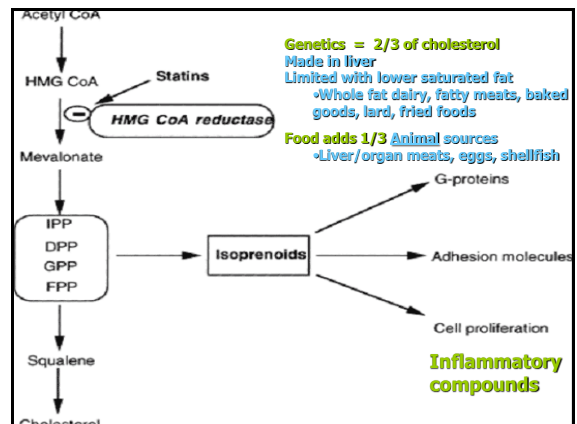 Acetyl CoA
Genetics = 2/3 of cholesterol
Made in liver
Limited with lower saturated fat
•Whole fat dairy, fatty meats, baked
goods, lard, fried foods
Food adds 1/3 Animal sources
•Liver/organ meats, eggs, shellfish
HMG CoA
Statins
−
HMG CoA reductase
Mevalonate
IPP
DPP
GPP
FPP
Isoprenoids
G-proteins
Adhesion molecules
Cell proliferation
Inflammatory
compounds
Squalene
Cholesterol